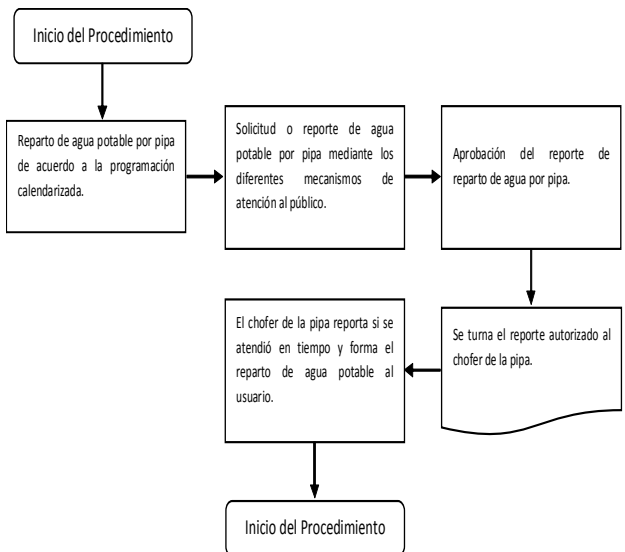 Inicio del Procedimiento
Reparto de agua potable por pipa
de acuerdo a la programación
calendarizada.
Solicitud o reporte de agua
potable por pipa mediante los
diferentes mecanismos de
atención al público.
Aprobación del reporte de
reparto de agua por pipa.
Se turna el reporte autorizado al
chofer de la pipa.
El chofer de la pipa reporta si se
atendió en tiempo y forma el
reparto de agua potable al
usuario.
Inicio del Procedimiento